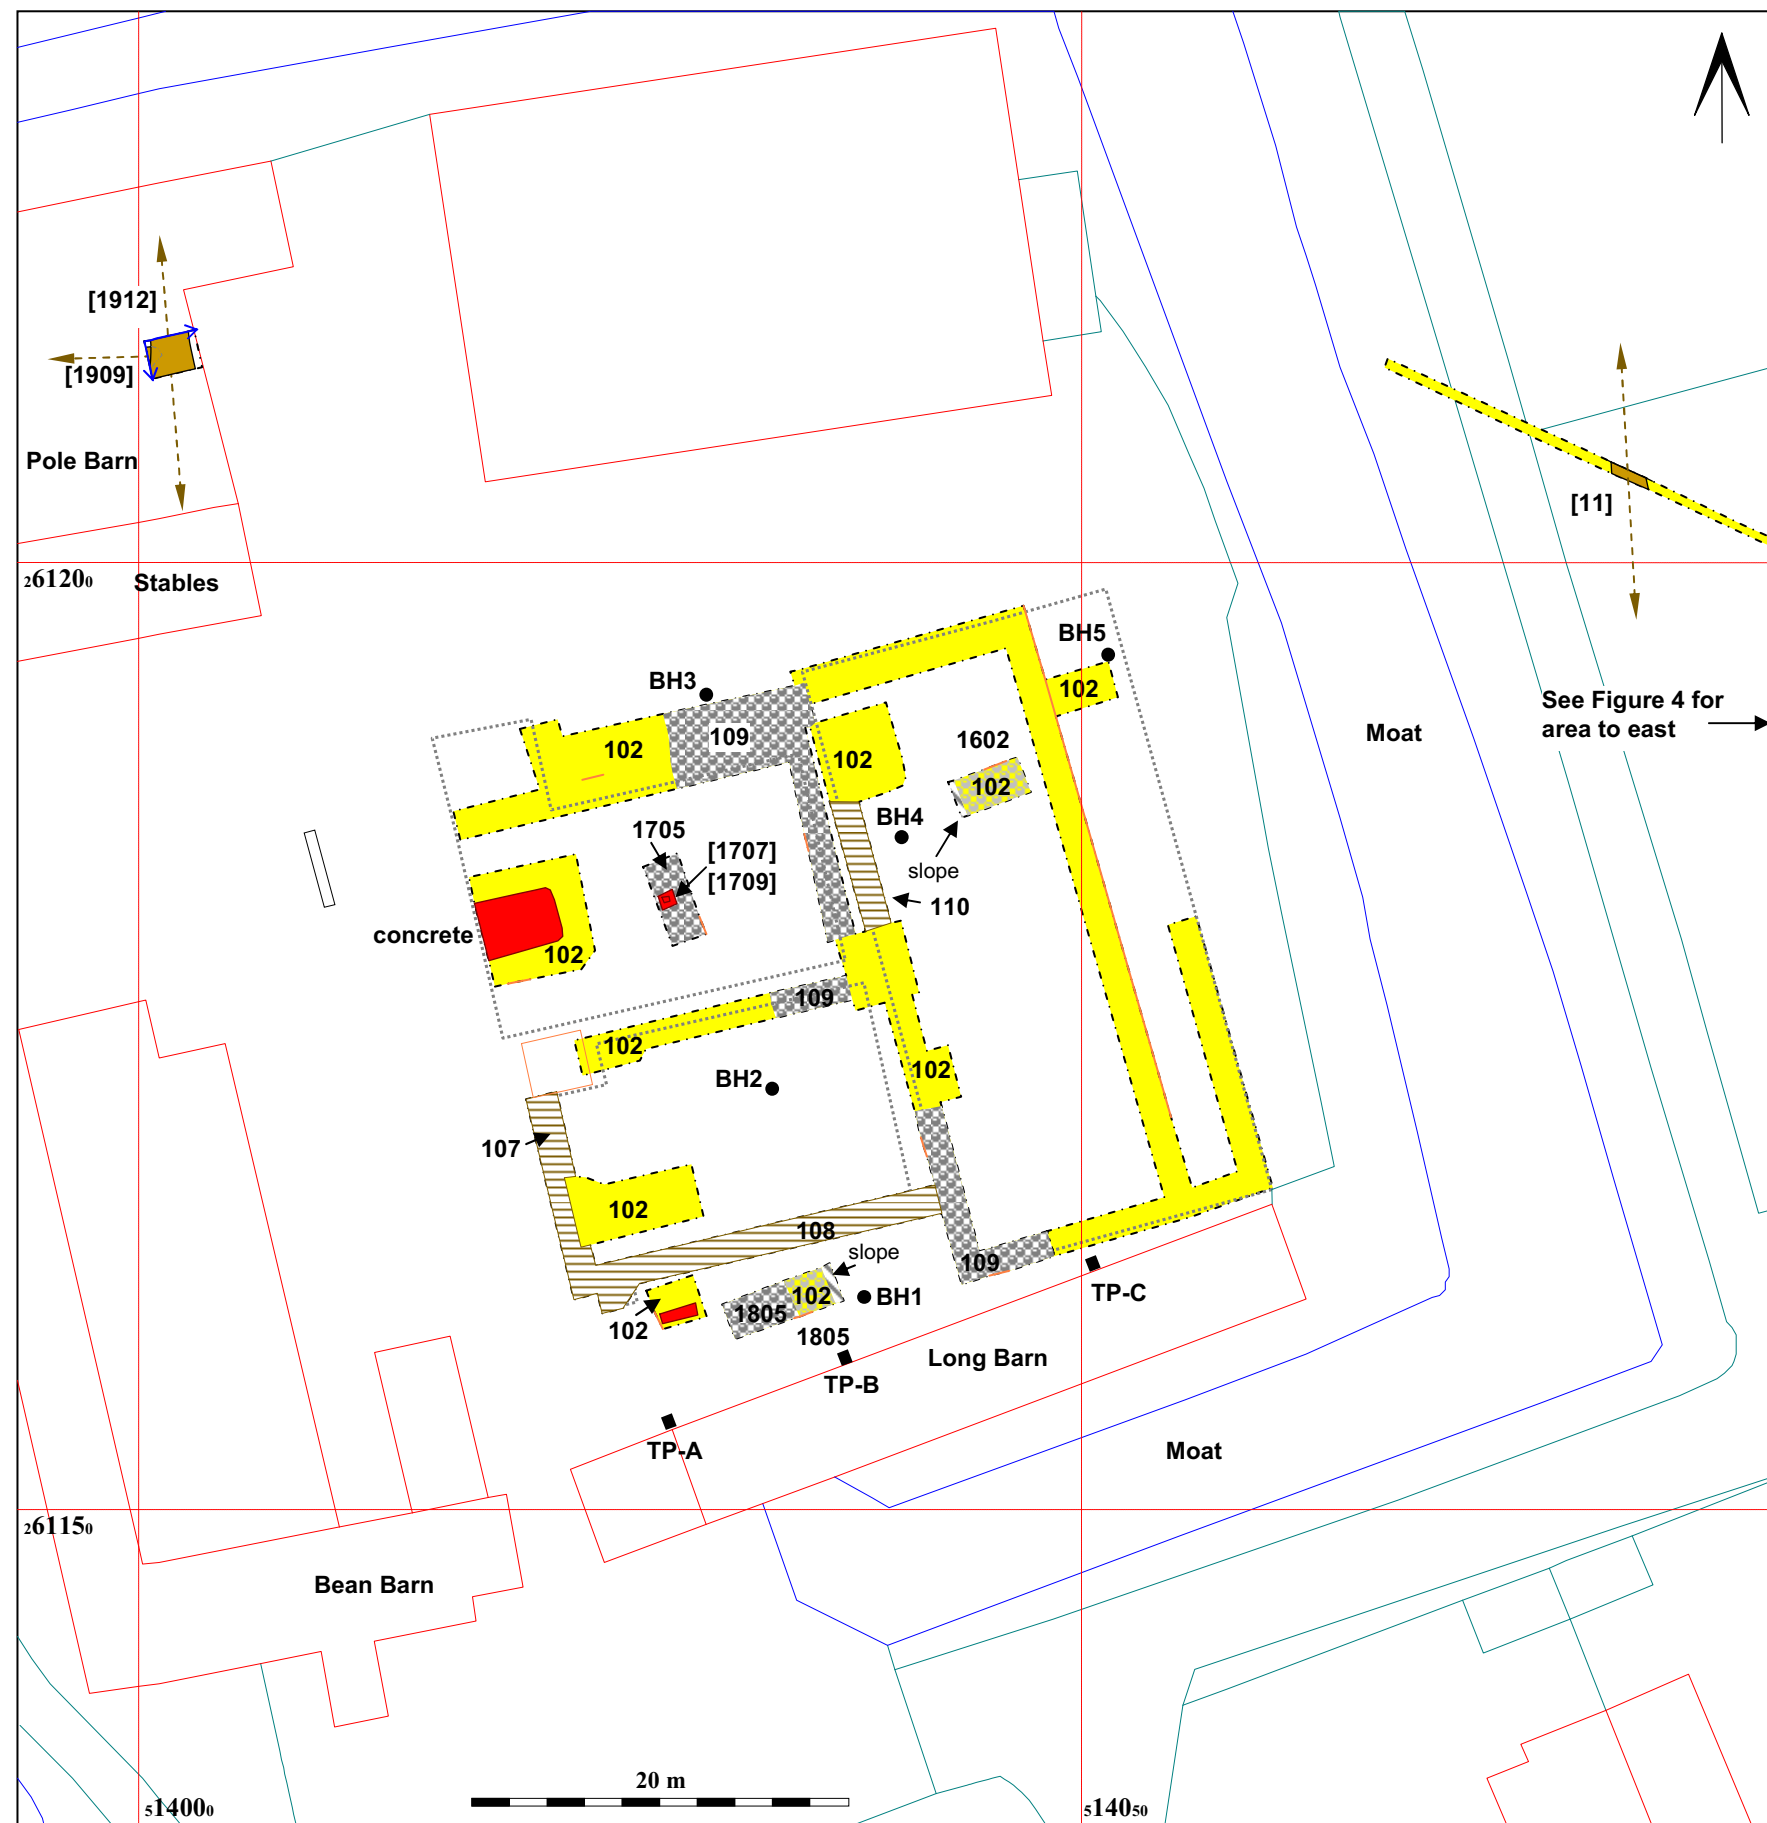 [1912]
[1909]
Pole Barn
[11]
26120₀
Stables
BH5
BH3
102
See Figure 4 for
area to east
Moat
102
109
1602
102
102
BH4
1705
[1707]
[1709]
slope
110
concrete
102
109
102
102
BH2
107
102
108
slope
109
102
BH1
1805
102
1805
TP-C
Long Barn
TP-B
TP-A
Moat
26115₀
Bean Barn
20 m
51400₀
514050